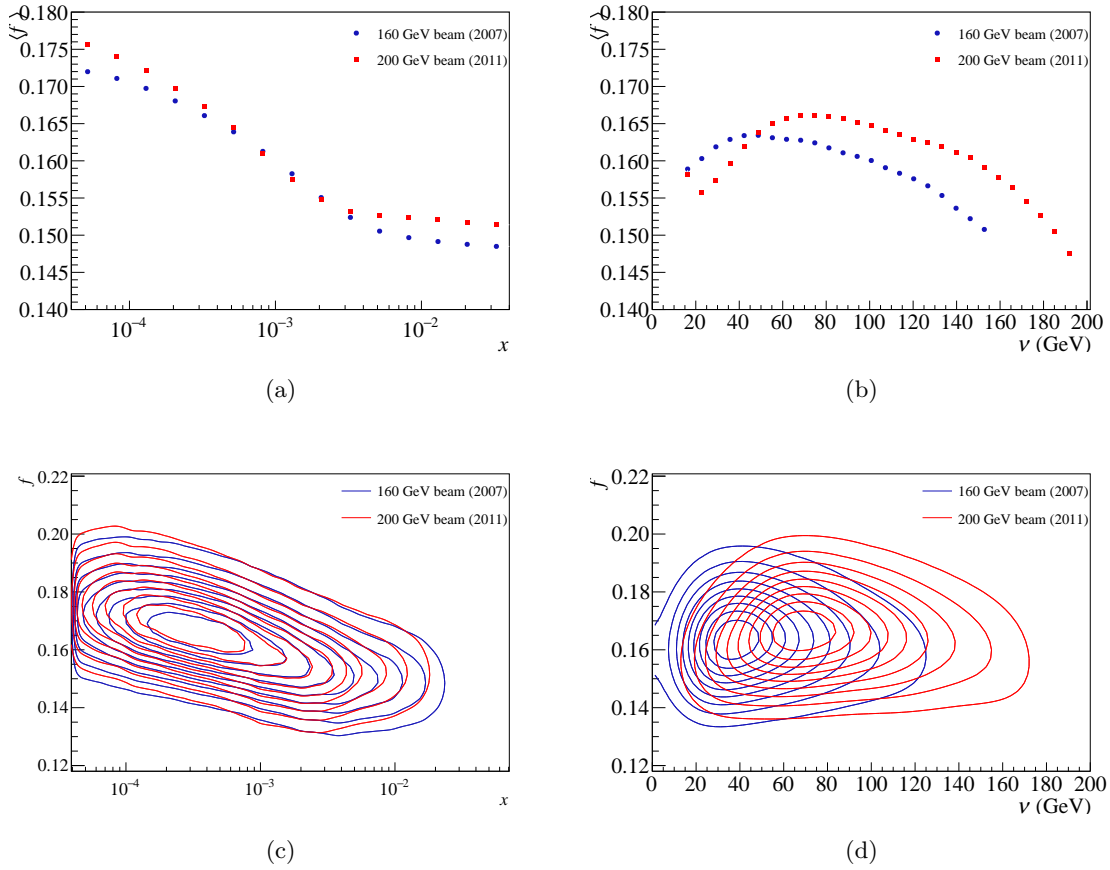 ⟨f⟩
0.180
0.175
0.170
0.165
0.160
0.155
0.150
0.145
0.140
160 GeV beam (2007)
200 GeV beam (2011)
10⁻⁴
10⁻³
10⁻²
x
(a)
⟨f⟩
0.180
0.175
0.170
0.165
0.160
0.155
0.150
0.145
0.140
160 GeV beam (2007)
200 GeV beam (2011)
0 20 40 60 80 100 120 140 160 180 200
ν (GeV)
(b)
f
0.22
0.20
0.18
0.16
0.14
0.12
160 GeV beam (2007)
200 GeV beam (2011)
10⁻⁴
10⁻³
10⁻²
x
(c)
f
0.22
0.20
0.18
0.16
0.14
0.12
160 GeV beam (2007)
200 GeV beam (2011)
0 20 40 60 80 100 120 140 160 180 200
ν (GeV)
(d)